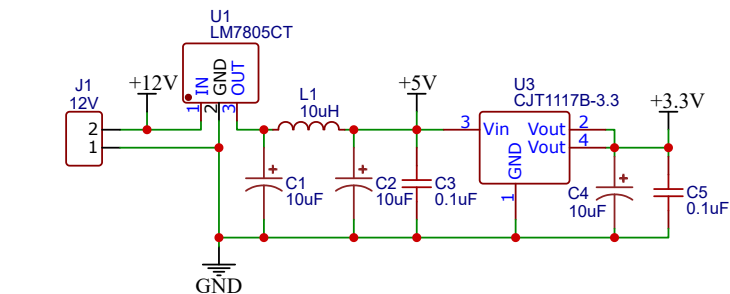 U1
LM7805CT
J1
12V
+12V
IN
GND
OUT
1
2
3
2
1
L1
10uH
+5V
U3
CJT1117B-3.3
+3.3V
3
Vin
Vout
2
Vout
4
GND
1
+
C1
10uF
+
C2
10uF
C3
0.1uF
+
C4
10uF
C5
0.1uF
GND